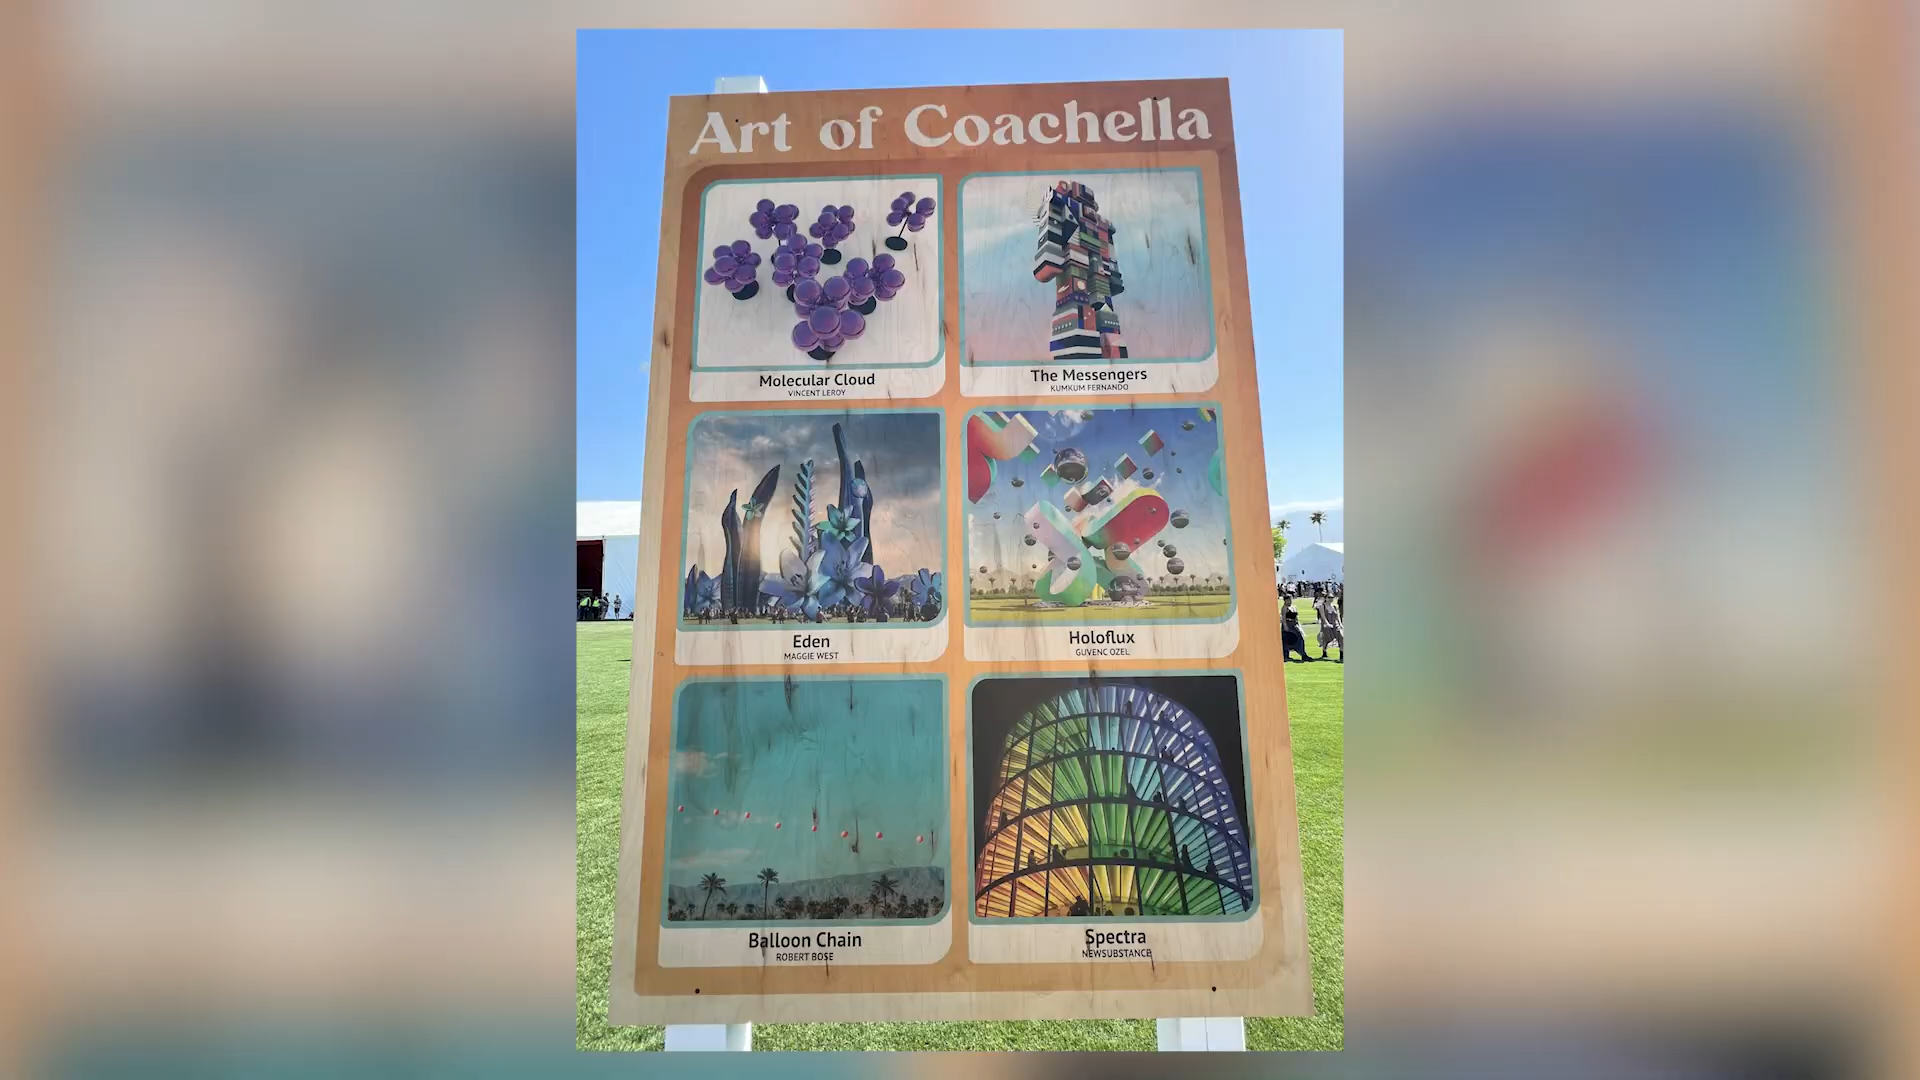 Art of Coachella
Molecular Cloud
VINCENT LEROY
The Messengers
KUMKUM FERNANDO
Eden
MAGGIE WEST
Holoflux
GUVENC OZEL
Balloon Chain
ROBERT BOSE
Spectra
NEWSUBSTANCE